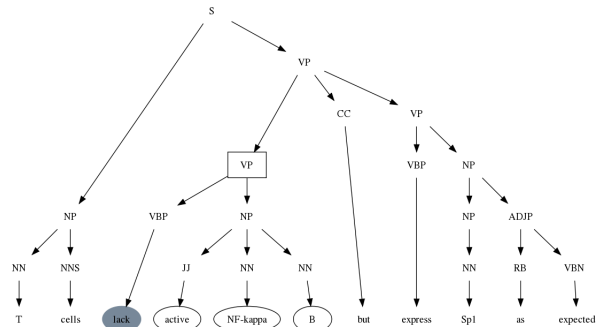 S
VP
CC VP
VP VBP NP
NP VBP NP NP ADJP
NN NNS JJ NN NN NN RB VBN
T cells lack active NF-kappa B but express Sp1 as expected